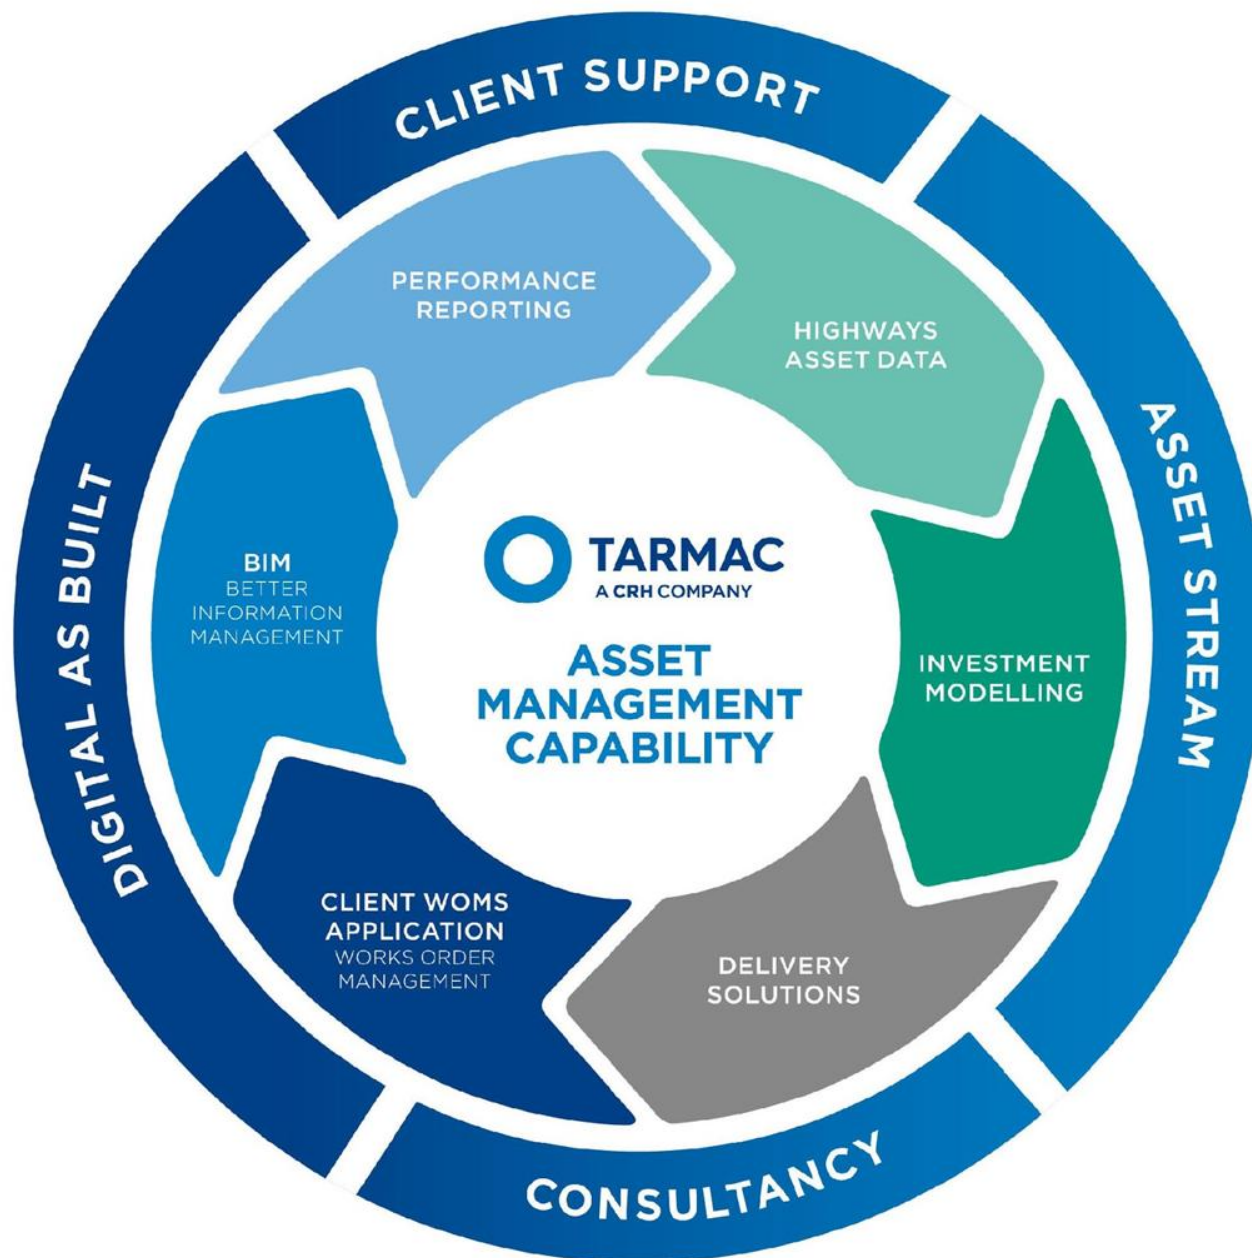 CLIENT SUPPORT
ASSET STREAM
CONSULTANCY
DIGITAL AS BUILT
PERFORMANCE
REPORTING
HIGHWAYS
ASSET DATA
INVESTMENT
MODELLING
DELIVERY
SOLUTIONS
CLIENT WOMS
APPLICATION
WORKS ORDER
MANAGEMENT
BIM
BETTER
INFORMATION
MANAGEMENT
TARMAC
A CRH COMPANY
ASSET
MANAGEMENT
CAPABILITY